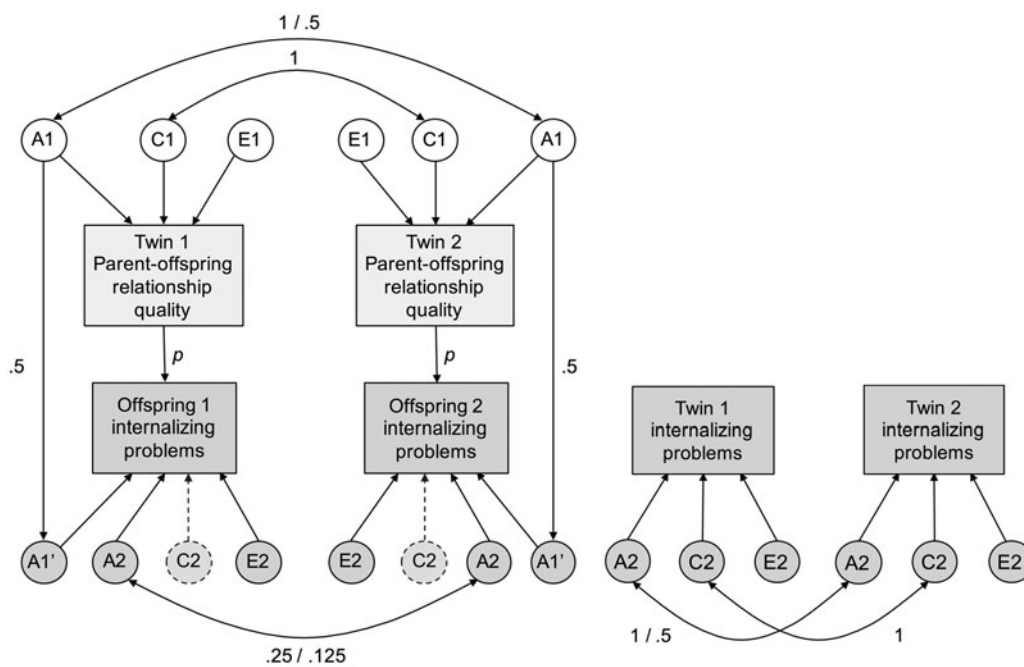 1 / .5
1
A1
C1
E1
E1
C1
A1
Twin 1
Parent-offspring
relationship
quality
Twin 2
Parent-offspring
relationship
quality
.5
p
p
.5
Offspring 1
internalizing
problems
Offspring 2
internalizing
problems
Twin 1
internalizing
problems
Twin 2
internalizing
problems
A1’
A2
C2
E2
E2
C2
A2
A1’
A2
C2
E2
A2
C2
E2
.25 / .125
1 / .5
1